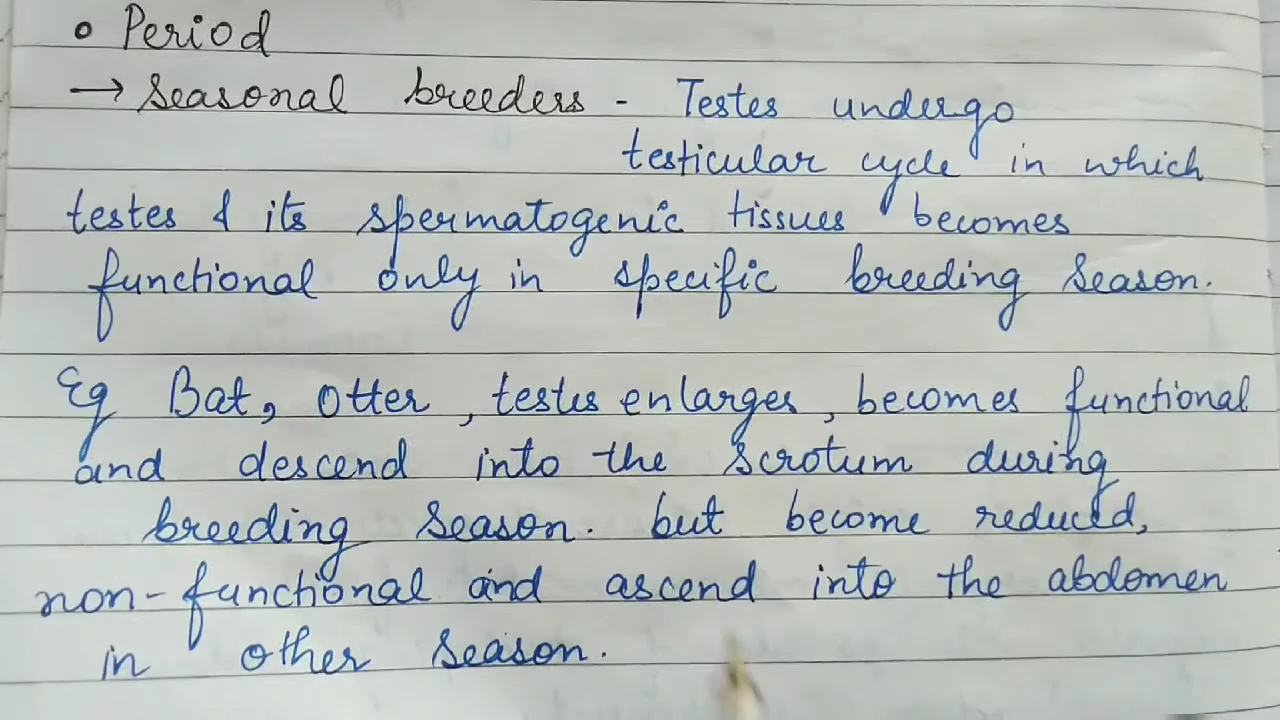 • Period
→ Seasonal breeders - Testes undergo
testicular cycle in which
testes & its spermatogenic tissues becomes
functional only in specific breeding season.
Eg Bat, Otter, testes enlarges, becomes functional
and descend into the scrotum during
breeding season. but become reduced,
non-functional and ascend into the abdomen
in other season.